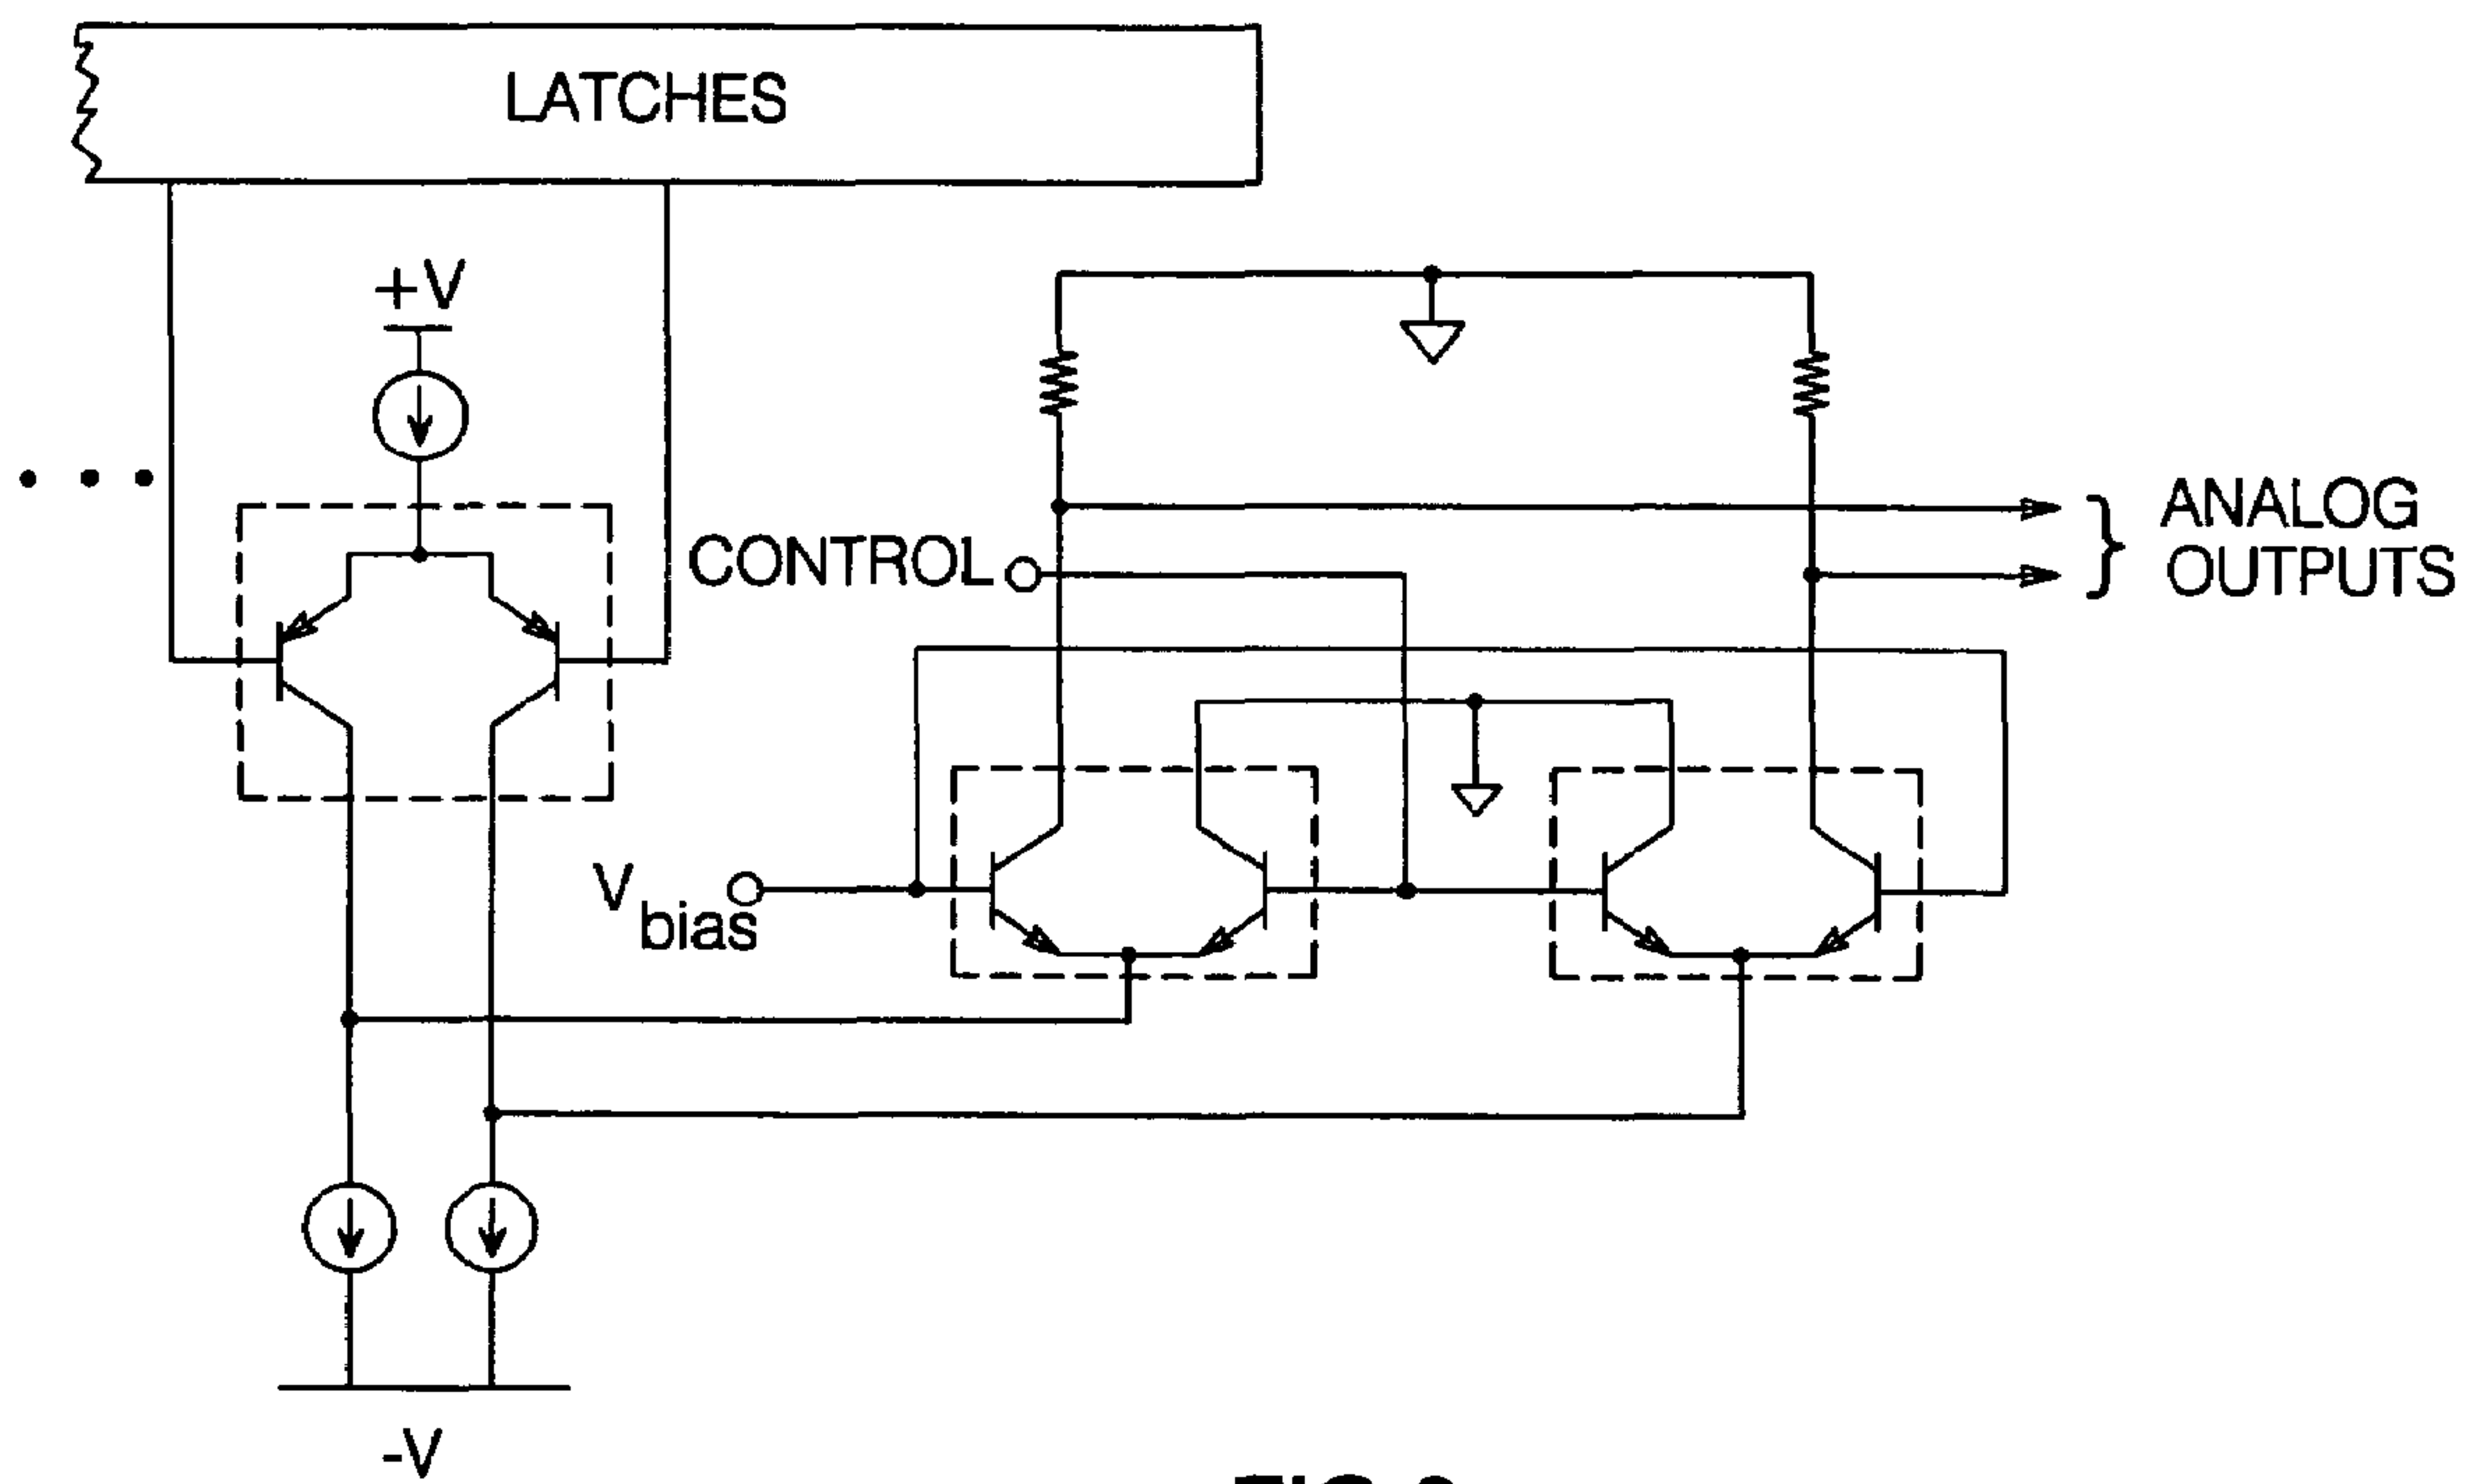 LATCHES
+V
CONTROL
ANALOG
OUTPUTS
V
bias
-V